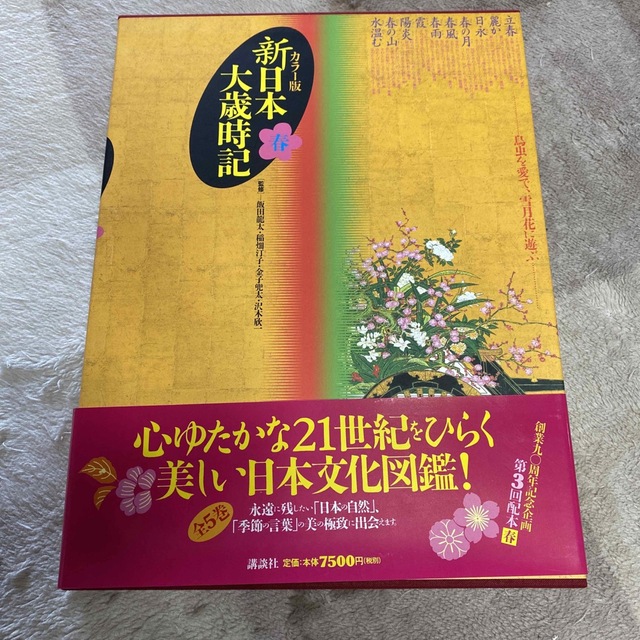 カラー版
新日本
大歳時記
春
監修
飯田龍太・稲畑汀子・金子兜太・沢木欣一
立春
麗か
日永
春の月
春風
春雨
霞
陽炎
春の山
水温む
鳥虫を愛で、雪月花に遊ぶ
心ゆたかな21世紀をひらく
美しい日本文化図鑑!
全5巻
永遠に残したい「日本の自然」、
「季節の言葉」の美の極致に出会えます。
創業九〇周年記念企画
第3回配本 春
講談社 定価:本体7500円(税別)